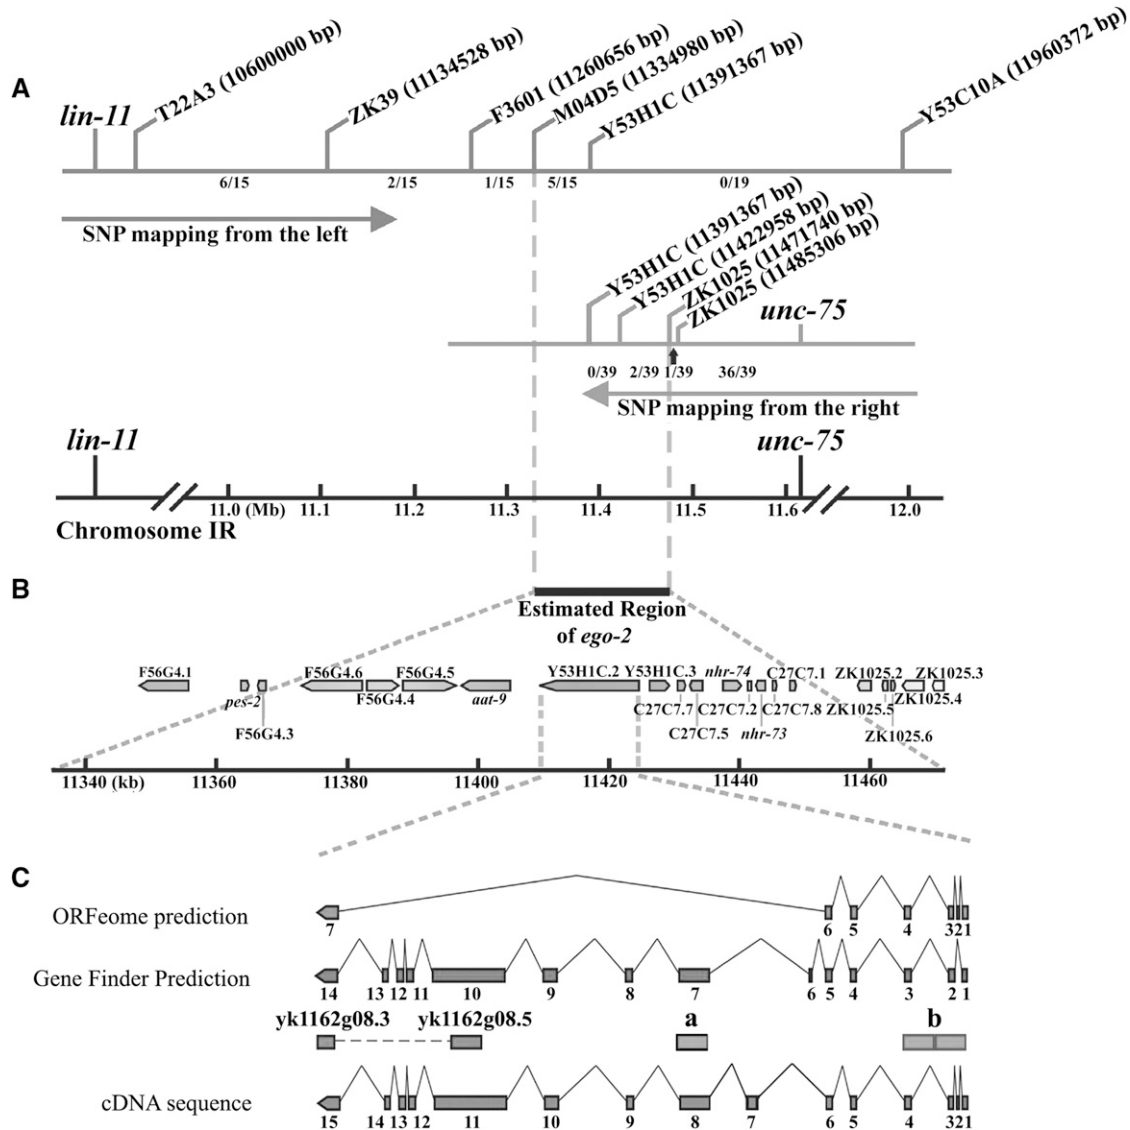 A
lin-11
T22A3 (10600000 bp)
ZK39 (11134528 bp)
F3601 (11260656 bp)
M04D5 (11334980 bp)
Y53H1C (11391367 bp)
Y53C10A (11960372 bp)
6/15 2/15 1/15 5/15 0/19
SNP mapping from the left
Y53H1C (11391367 bp)
Y53H1C (11422958 bp)
ZK1025 (11471740 bp)
ZK1025 (11485306 bp)
unc-75
0/39 2/39 1/39 36/39
SNP mapping from the right
lin-11 unc-75
11.0 (Mb) 11.1 11.2 11.3 11.4 11.5 11.6 12.0
Chromosome IR
B
Estimated Region
of ego-2
F56G4.1 F56G4.6 F56G4.5 Y53H1C.2 Y53H1C.3 nhr-74 C27C7.1 ZK1025.2 ZK1025.3
pes-2 F56G4.4 aat-9 C27C7.7 C27C7.2 C27C7.8 ZK1025.5 ZK1025.4
F56G4.3 C27C7.5 nhr-73 ZK1025.6
11340 (kb) 11360 11380 11400 11420 11440 11460
C
ORFeome prediction
7 6 5 4 3 2 1
Gene Finder Prediction
14 13 12 11 10 9 8 7 6 5 4 3 2 1
yk1162g08.3 yk1162g08.5 a b
cDNA sequence
15 14 13 12 11 10 9 8 7 6 5 4 3 2 1